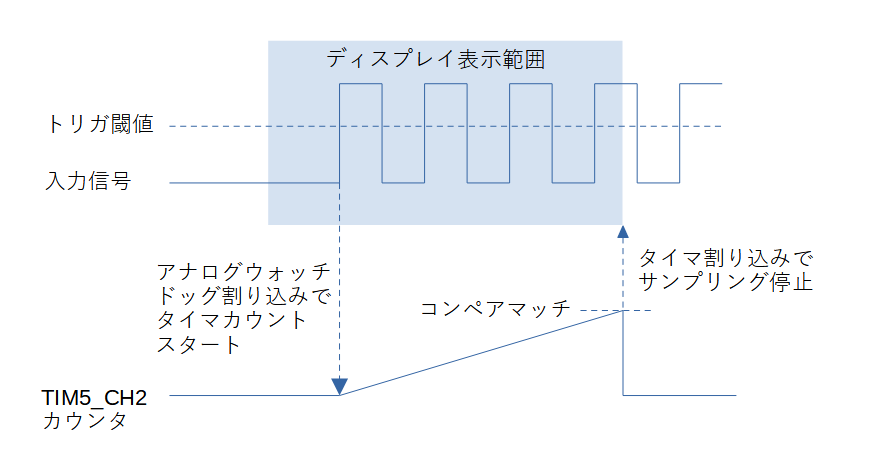 ディスプレイ表示範囲
トリガ閾値
入力信号
アナログウォッチ
ドッグ割り込みで
タイマカウント
スタート
タイマ割り込みで
サンプリング停止
コンペアマッチ
TIM5_CH2
カウンタ